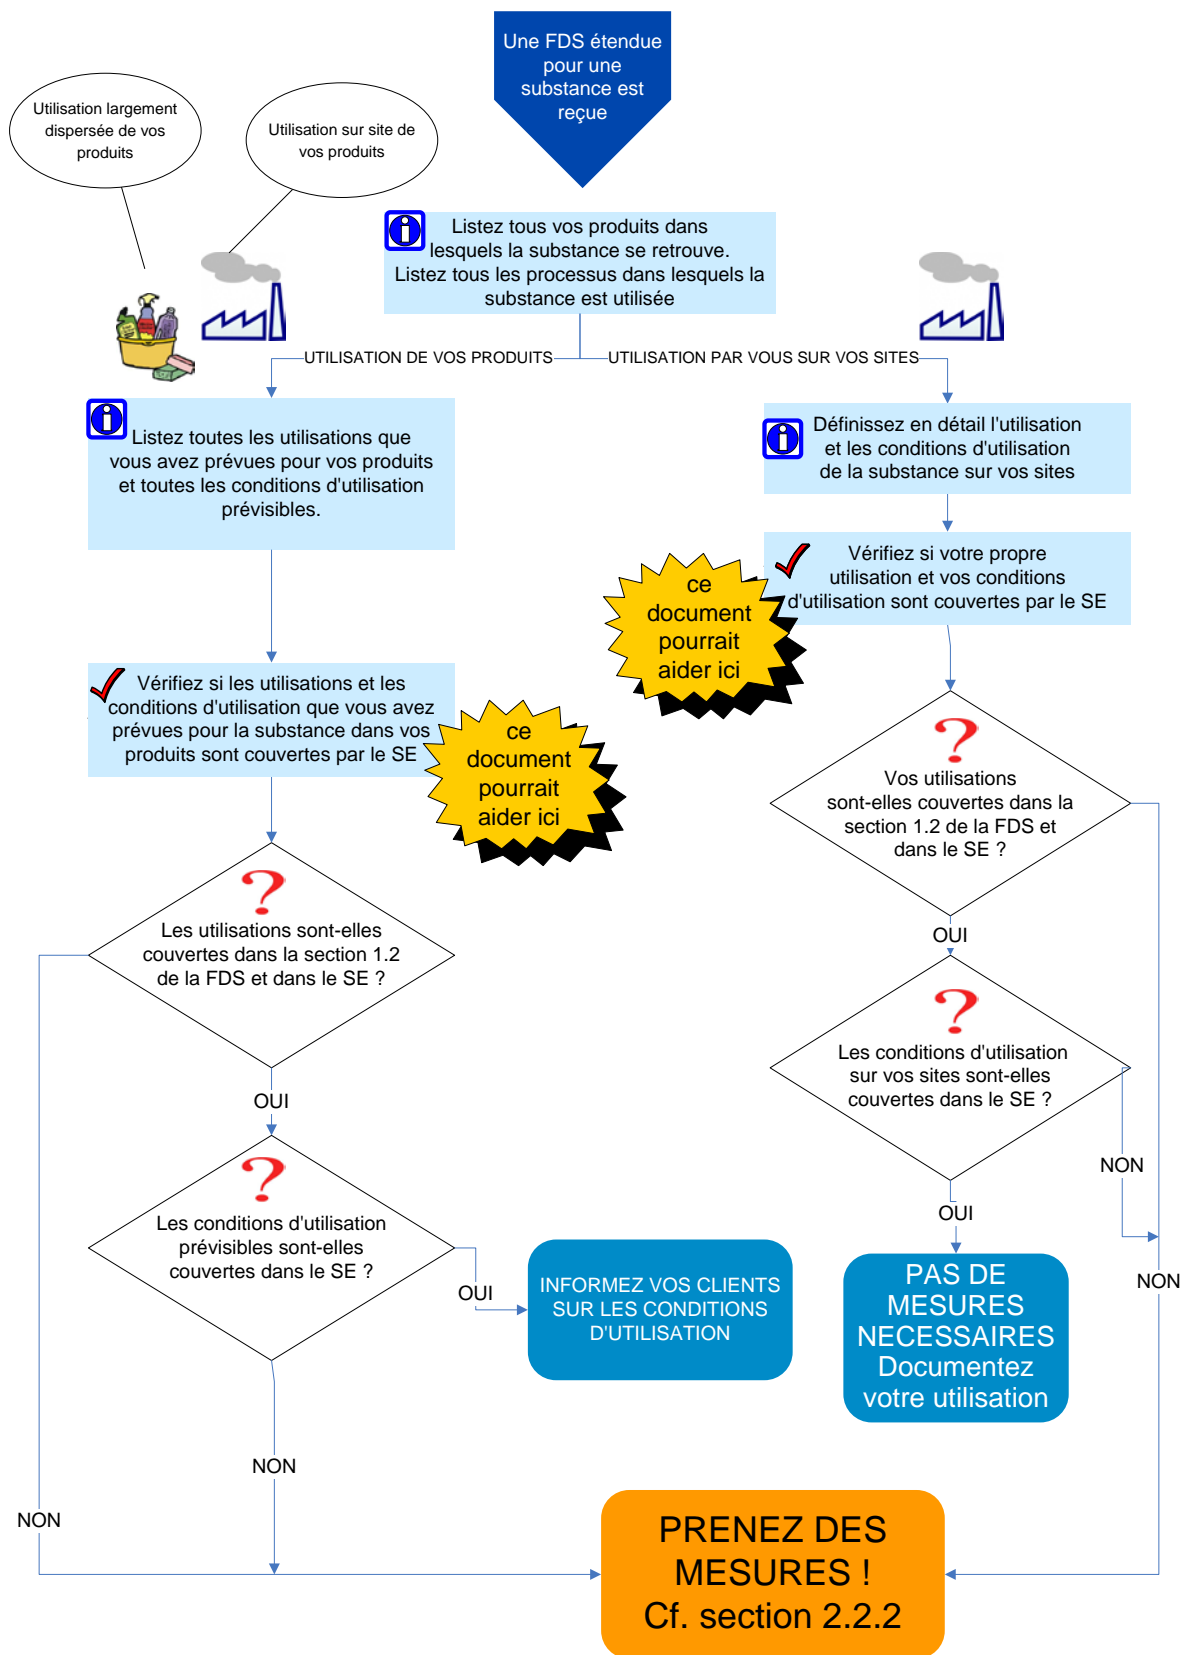 Une FDS étendue
pour une
substance est
reçue
Utilisation largement
dispersée de vos
produits
Utilisation sur site de
vos produits
Listez tous vos produits dans
lesquels la substance se retrouve.
Listez tous les processus dans lesquels la
substance est utilisée
UTILISATION DE VOS PRODUITS
UTILISATION PAR VOUS SUR VOS SITES
Listez toutes les utilisations que
vous avez prévues pour vos produits
et toutes les conditions d'utilisation
prévisibles.
Définissez en détail l'utilisation
et les conditions d'utilisation
de la substance sur vos sites
Vérifiez si votre propre
utilisation et vos conditions
d'utilisation sont couvertes par le SE
ce
document
pourrait
aider ici
Vérifiez si les utilisations et les
conditions d'utilisation que vous avez
prévues pour la substance dans vos
produits sont couvertes par le SE
ce
document
pourrait
aider ici
Vos utilisations
sont-elles couvertes dans la
section 1.2 de la FDS et
dans le SE ?
Les utilisations sont-elles
couvertes dans la section 1.2
de la FDS et dans le SE ?
OUI
Les conditions d'utilisation
sur vos sites sont-elles
couvertes dans le SE ?
OUI
NON
OUI
Les conditions d'utilisation
prévisibles sont-elles
couvertes dans le SE ?
OUI
INFORMEZ VOS CLIENTS
SUR LES CONDITIONS
D'UTILISATION
PAS DE
MESURES
NECESSAIRES
Documentez
votre utilisation
NON
NON
NON
PRENEZ DES
MESURES !
Cf. section 2.2.2